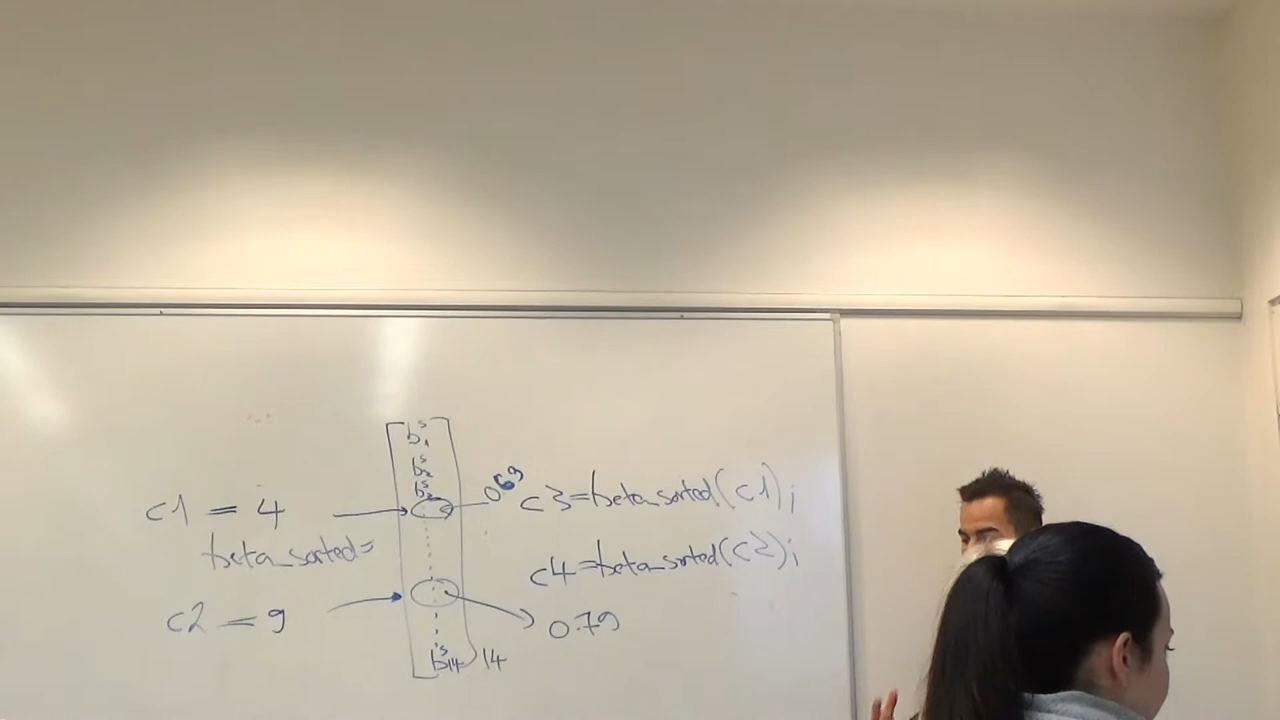 b₁ˢ
b₂ˢ
b₃ˢ
c1 = 4
0.63
c3=beta_sorted(c1);
beta_sorted=
c4=beta_sorted(c2);
c2 = 9
0.79
b₁₄ˢ
14